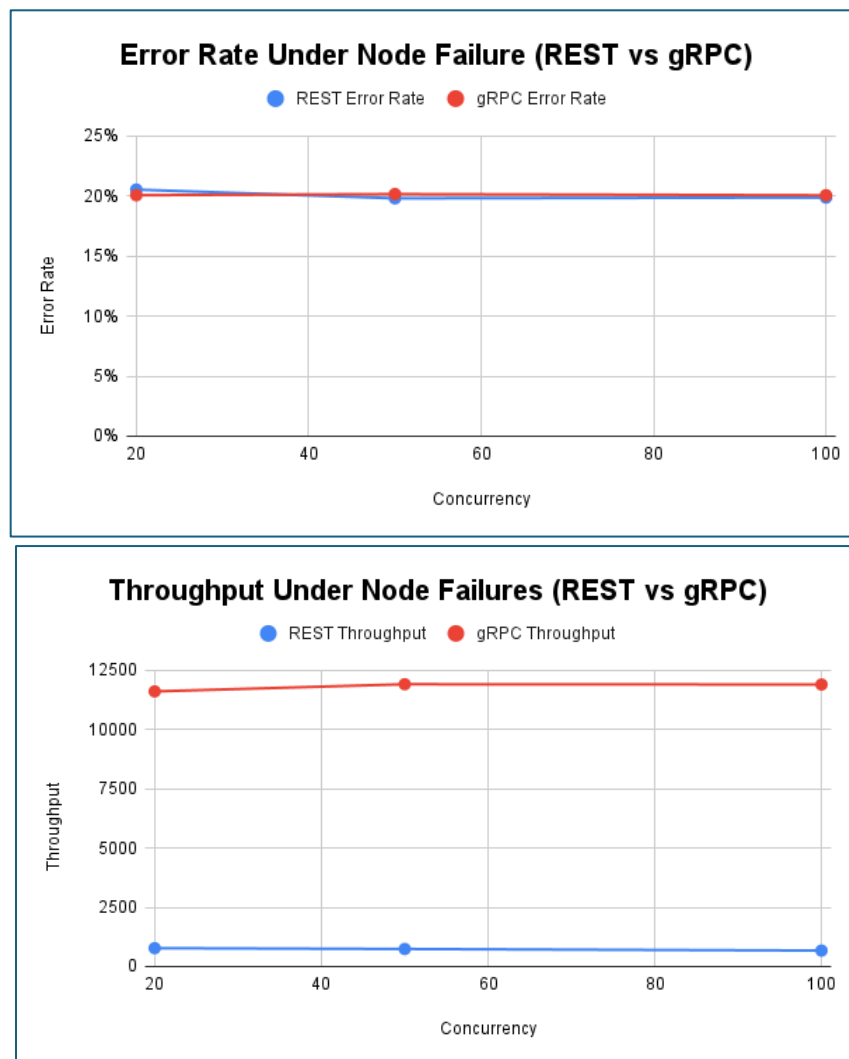 Error Rate Under Node Failure (REST vs gRPC)
REST Error Rate gRPC Error Rate
25%
20%
15%
10%
5%
0%
Error Rate
20 40 60 80 100
Concurrency
Throughput Under Node Failures (REST vs gRPC)
REST Throughput gRPC Throughput
12500
10000
7500
5000
2500
0
Throughput
20 40 60 80 100
Concurrency